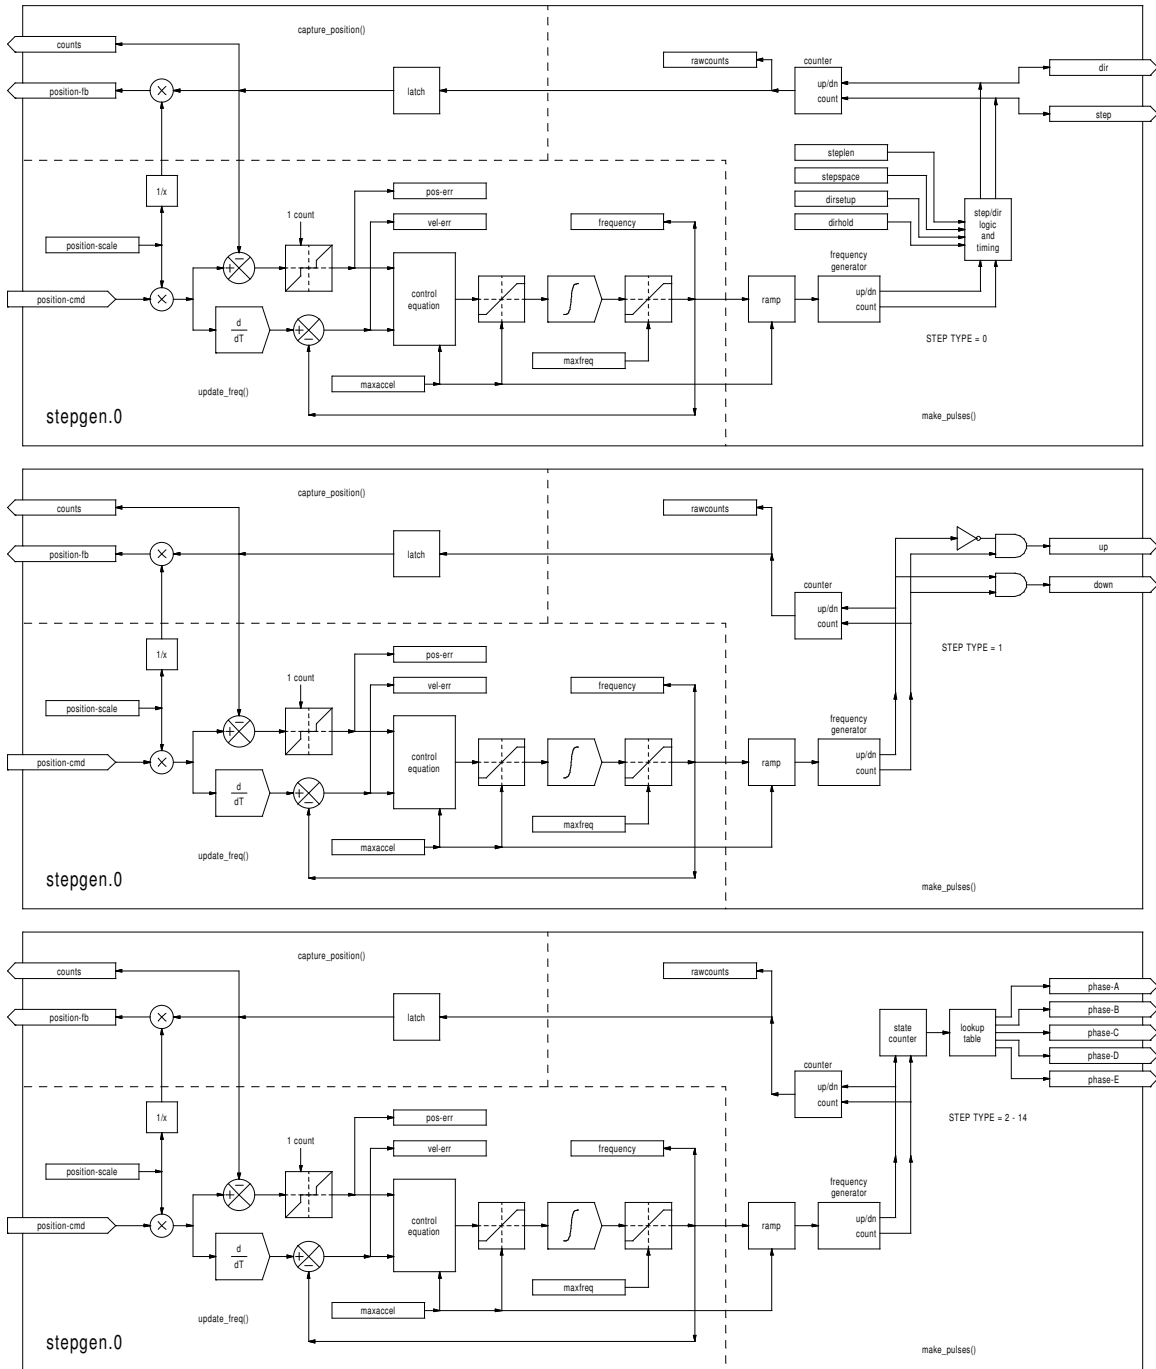 capture_position()
counts
rawcounts
counter
dir
position-fb
latch
up/dn
count
step
steplen
stepspace
dirsetup
dirhold
step/dir
logic
and
timing
1/x
pos-err
1 count
vel-err
frequency
position-scale
frequency
generator
position-cmd
control
equation
ramp
up/dn
count
d
dT
maxfreq
STEP TYPE = 0
maxaccel
update_freq()
stepgen.0
make_pulses()
capture_position()
counts
rawcounts
position-fb
latch
up
down
counter
up/dn
count
1/x
pos-err
STEP TYPE = 1
1 count
vel-err
frequency
position-scale
frequency
generator
position-cmd
control
equation
ramp
up/dn
count
d
dT
maxfreq
maxaccel
update_freq()
stepgen.0
make_pulses()
capture_position()
counts
rawcounts
phase-A
phase-B
phase-C
phase-D
phase-E
position-fb
latch
state
counter
lookup
table
counter
up/dn
count
1/x
pos-err
STEP TYPE = 2 - 14
1 count
vel-err
frequency
position-scale
frequency
generator
position-cmd
control
equation
ramp
up/dn
count
d
dT
maxfreq
maxaccel
update_freq()
stepgen.0
make_pulses()